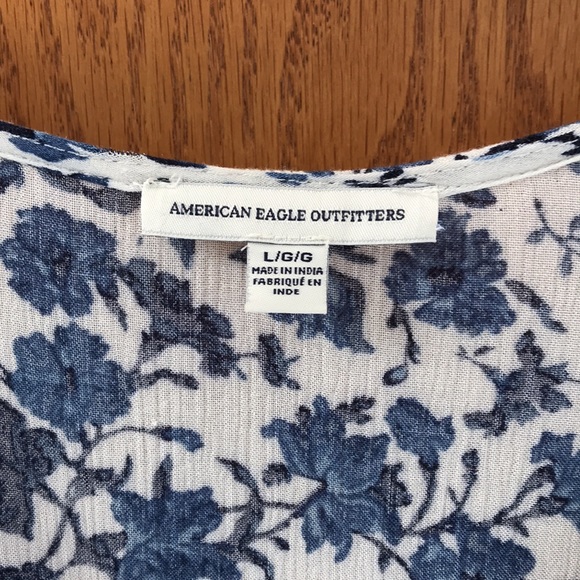 AMERICAN EAGLE OUTFITTERS
L/G/G
MADE IN INDIA
FABRIQUÉ EN
INDE